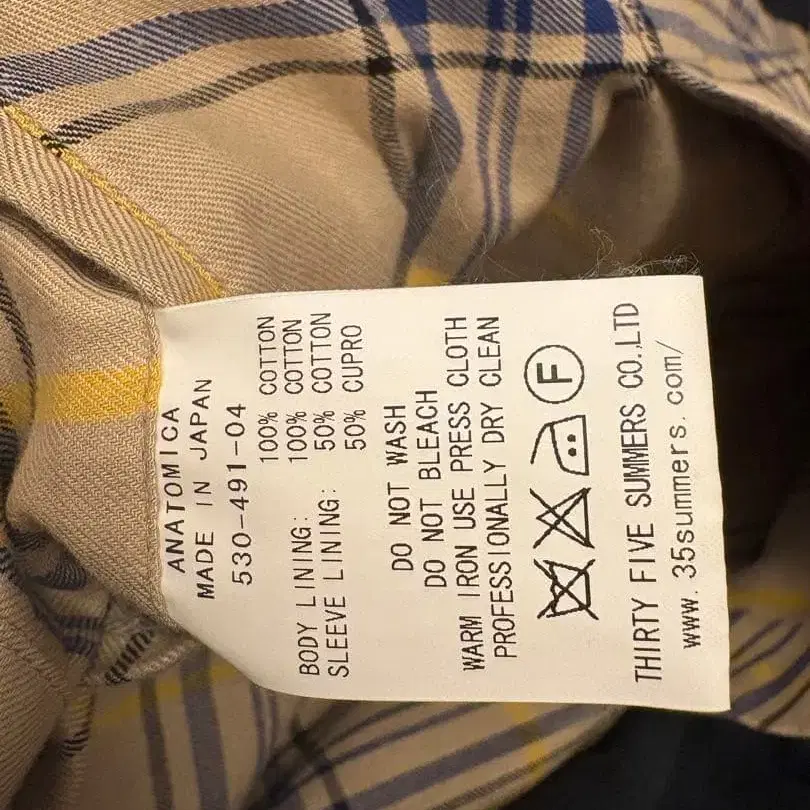 ANATOMICA
MADE IN JAPAN
530-491-04
100% COTTON
BODY LINING: 100% COTTON
SLEEVE LINING: 50% COTTON
50% CUPRO
DO NOT WASH
DO NOT BLEACH
WARM IRON USE PRESS CLOTH
PROFESSIONALLY DRY CLEAN
F
THIRTY FIVE SUMMERS CO.,LTD
www.35summers.com/